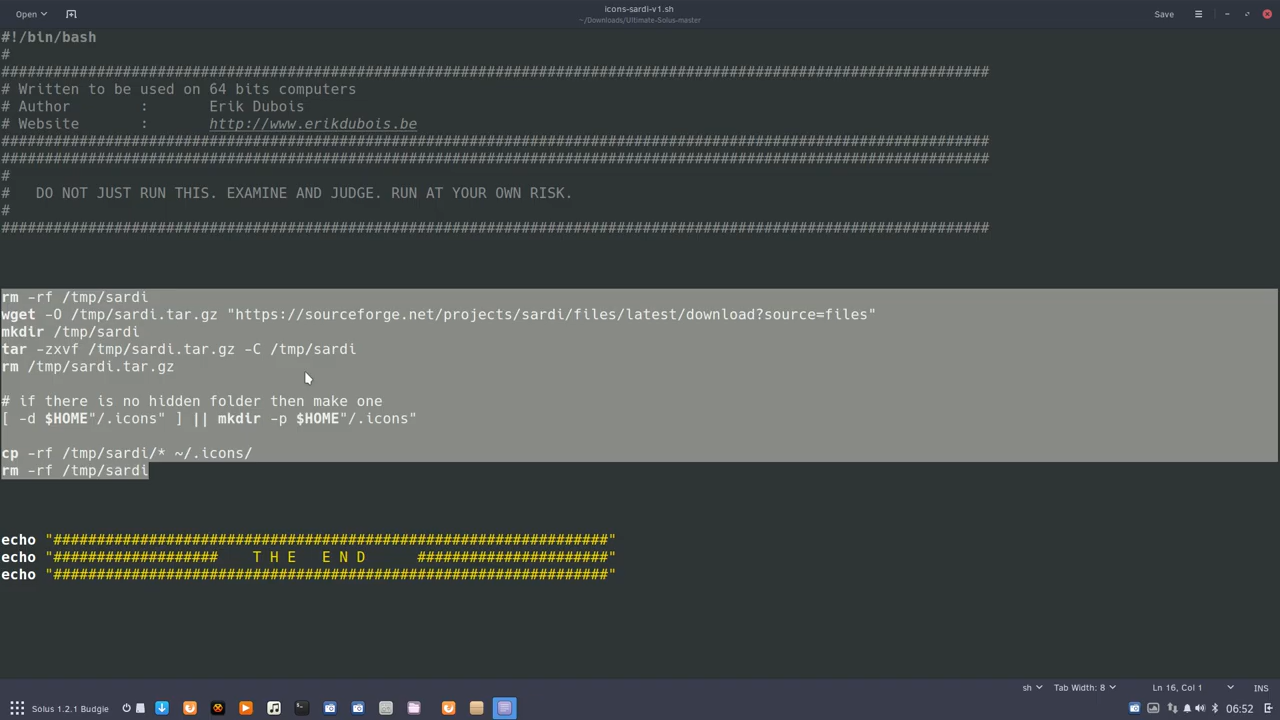 Open
icons-sardi-v1.sh
~/Downloads/Ultimate-Solus-master
Save
#!/bin/bash
#
##################################################################################################################
# Written to be used on 64 bits computers
# Author 	: 	Erik Dubois
# Website 	: 	http://www.erikdubois.be
##################################################################################################################
##################################################################################################################
#
#   DO NOT JUST RUN THIS. EXAMINE AND JUDGE. RUN AT YOUR OWN RISK.
#
##################################################################################################################
rm -rf /tmp/sardi
wget -O /tmp/sardi.tar.gz "https://sourceforge.net/projects/sardi/files/latest/download?source=files"
mkdir /tmp/sardi
tar -zxvf /tmp/sardi.tar.gz -C /tmp/sardi
rm /tmp/sardi.tar.gz
# if there is no hidden folder then make one
[ -d $HOME"/.icons" ] || mkdir -p $HOME"/.icons"
cp -rf /tmp/sardi/* ~/.icons/
rm -rf /tmp/sardi
echo "################################################################"
echo "###################    T H E   E N D      ######################"
echo "################################################################"
sh
Tab Width: 8
Ln 16, Col 1
INS
Solus 1.2.1 Budgie
06:52